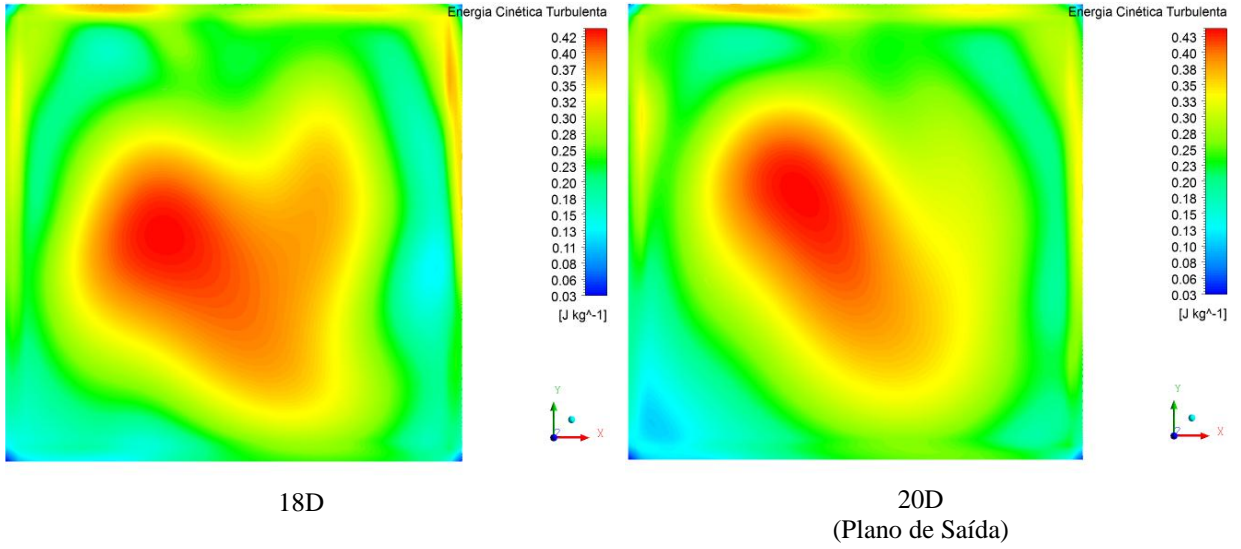 Energia Cinética Turbulenta
0.42
0.40
0.37
0.35
0.32
0.30
0.28
0.25
0.23
0.20
0.18
0.15
0.13
0.11
0.08
0.06
0.03
[J kg^-1]
Y
Z
X
18D
Energia Cinética Turbulenta
0.43
0.40
0.38
0.35
0.33
0.30
0.28
0.25
0.23
0.20
0.18
0.15
0.13
0.10
0.08
0.06
0.03
[J kg^-1]
Y
Z
X
20D
(Plano de Saída)